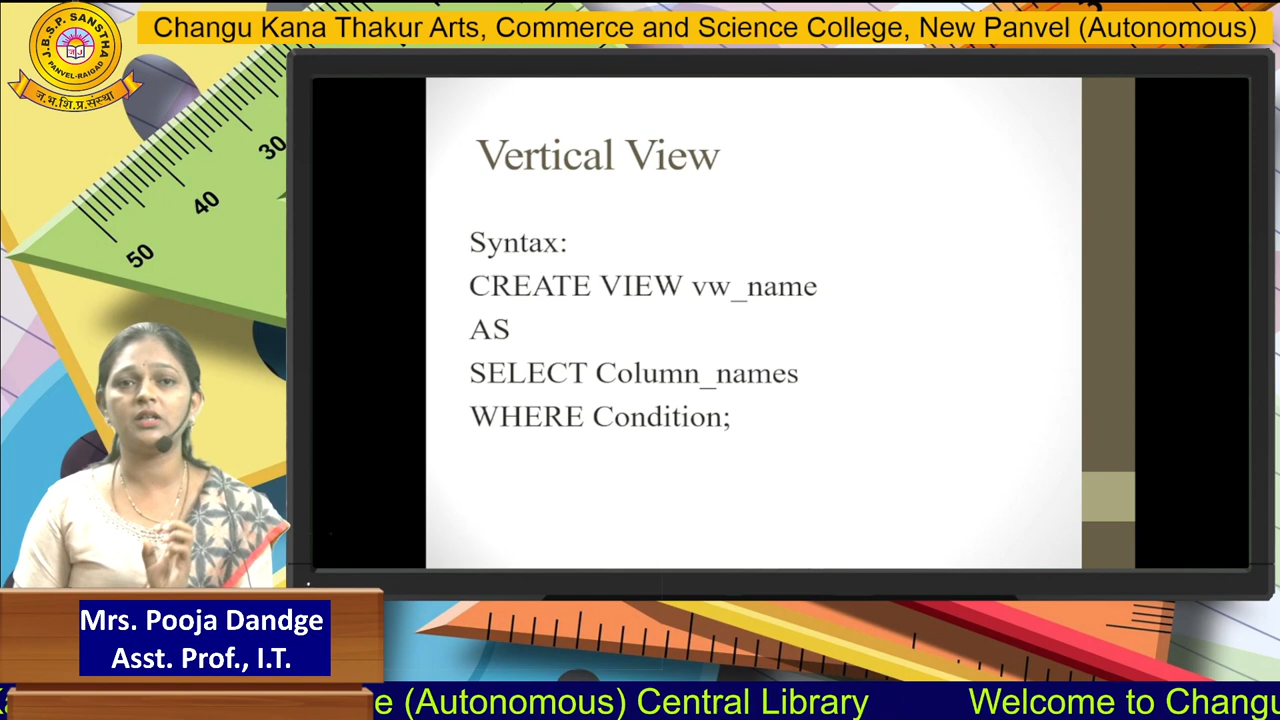 J.B.S.P. SANSTHA
PANVEL-RAIGAD
ज.भ.शि.प्र.संस्था
Changu Kana Thakur Arts, Commerce and Science College, New Panvel (Autonomous)
30
40
50
Vertical View
Syntax:
CREATE VIEW vw_name
AS
SELECT Column_names
WHERE Condition;
Mrs. Pooja Dandge
Asst. Prof., I.T.
e (Autonomous) Central Library Welcome to Changu